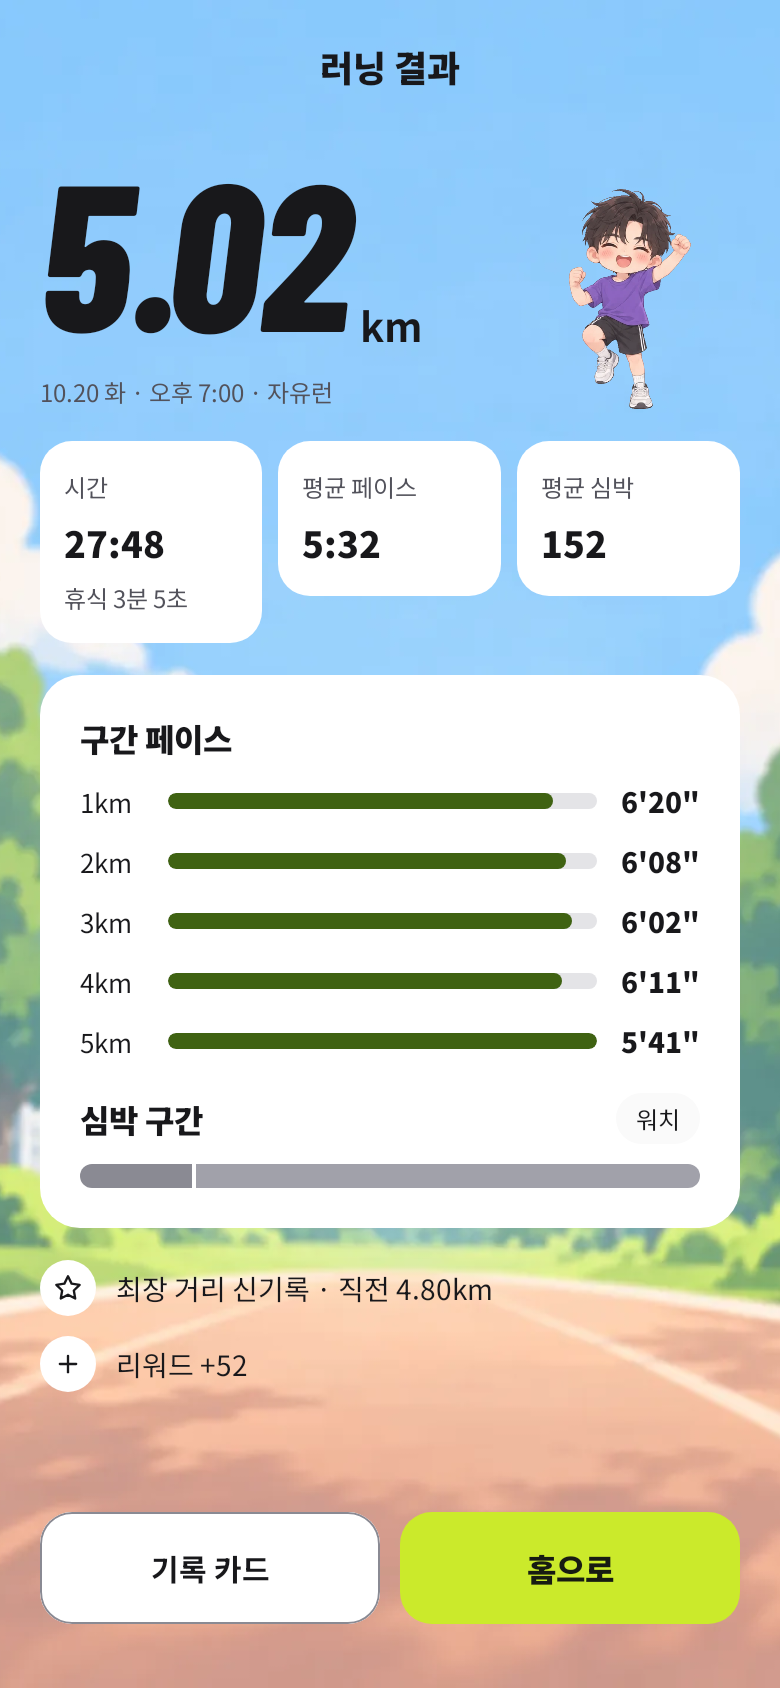 러닝 결과
5.02 km
10.20 화 · 오후 7:00 · 자유런
시간
27:48
휴식 3분 5초
평균 페이스
5:32
평균 심박
152
구간 페이스
1km 6'20"
2km 6'08"
3km 6'02"
4km 6'11"
5km 5'41"
심박 구간 워치
최장 거리 신기록 · 직전 4.80km
리워드 +52
기록 카드
홈으로